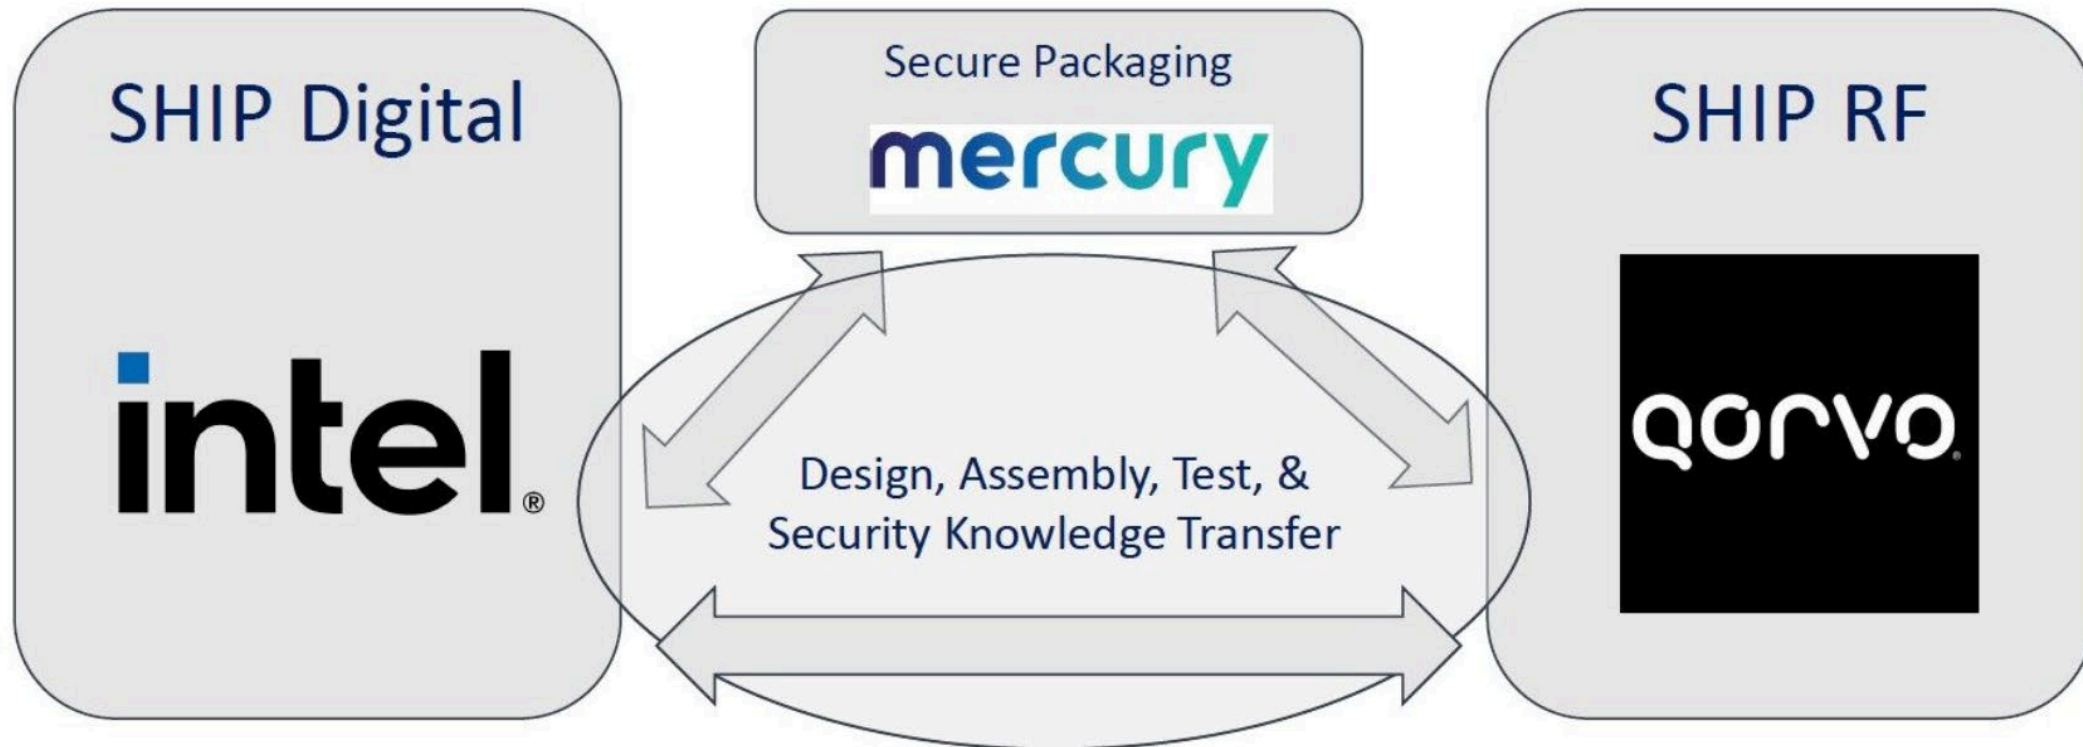 SHIP Digital
intel®
Secure Packaging
mercury
Design, Assembly, Test, &
Security Knowledge Transfer
SHIP RF
QORVO®